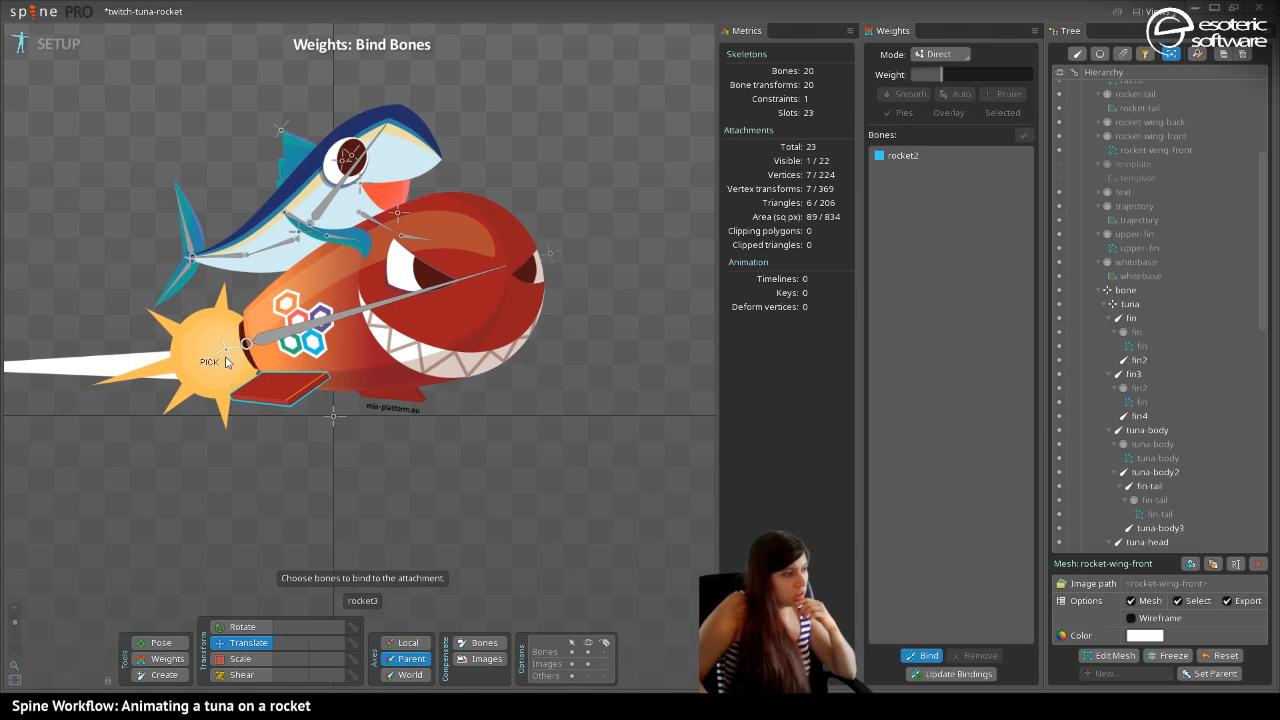 spine PRO
*twitch-tuna-rocket
Views
SETUP
Weights: Bind Bones
esoteric
software
PICK
mia-platform.eu
Choose bones to bind to the attachment.
rocket3
Tools
Pose
Weights
Create
Transform
Rotate
Translate
Scale
Shear
Axes
Local
Parent
World
Compensate
Bones
Images
Options
Bones
Images
Others
Metrics
Skeletons
Bones: 20
Bone transforms: 20
Constraints: 1
Slots: 23
Attachments
Total: 23
Visible: 1 / 22
Vertices: 7 / 224
Vertex transforms: 7 / 369
Triangles: 6 / 206
Area (sq px): 89 / 834
Clipping polygons: 0
Clipped triangles: 0
Animation
Timelines: 0
Keys: 0
Deform vertices: 0
Weights
Mode: Direct
Weight:
Smooth Auto Prune
Pies Overlay Selected
Bones:
rocket2
Bind Remove
Update Bindings
Tree
Hierarchy
rocket-tail
rocket-tail
rocket-wing-back
rocket-wing-front
rocket-wing-front
template
template
text
trajectory
trajectory
upper-fin
upper-fin
whitebase
whitebase
bone
tuna
fin
fin
fin
fin2
fin3
fin2
fin
fin4
tuna-body
tuna-body
tuna-body
tuna-body2
fin-tail
fin-tail
fin-tail
tuna-body3
tuna-head
Mesh: rocket-wing-front
Image path <rocket-wing-front>
Options Mesh Select Export
Wireframe
Color
Edit Mesh Freeze Reset
New... Set Parent
Spine Workflow: Animating a tuna on a rocket